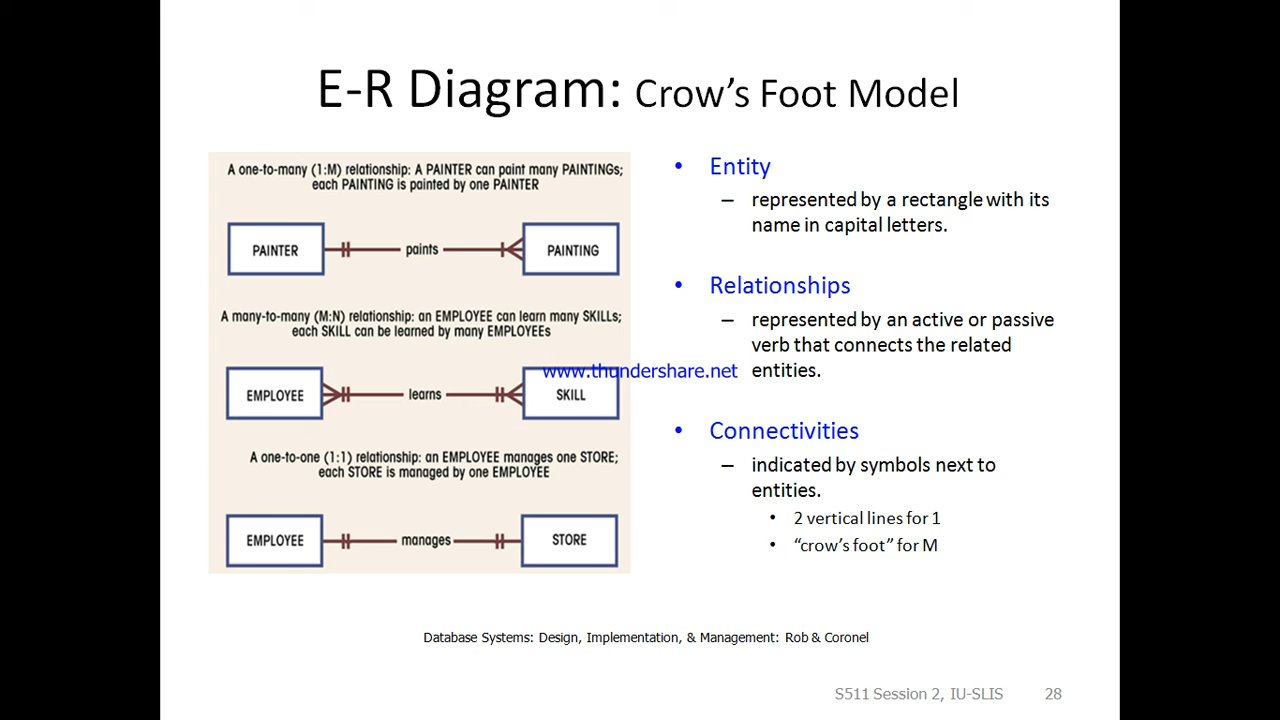 E-R Diagram: Crow's Foot Model
A one-to-many (1:M) relationship: A PAINTER can paint many PAINTINGs;
each PAINTING is painted by one PAINTER
PAINTER paints PAINTING
A many-to-many (M:N) relationship: an EMPLOYEE can learn many SKILLs;
each SKILL can be learned by many EMPLOYEEs
EMPLOYEE learns SKILL
A one-to-one (1:1) relationship: an EMPLOYEE manages one STORE;
each STORE is managed by one EMPLOYEE
EMPLOYEE manages STORE
• Entity
– represented by a rectangle with its
name in capital letters.
• Relationships
– represented by an active or passive
verb that connects the related
entities.
• Connectivities
– indicated by symbols next to
entities.
• 2 vertical lines for 1
• “crow's foot” for M
www.thundershare.net
Database Systems: Design, Implementation, & Management: Rob & Coronel
S511 Session 2, IU-SLIS 28